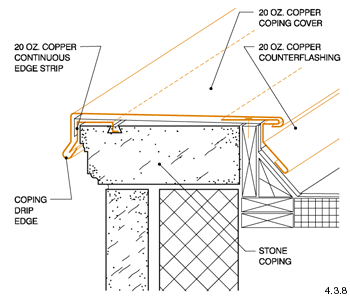 20 OZ. COPPER
COPING COVER
20 OZ. COPPER
CONTINUOUS
EDGE STRIP
20 OZ. COPPER
COUNTERFLASHING
COPING
DRIP
EDGE
STONE
COPING
4.3.8